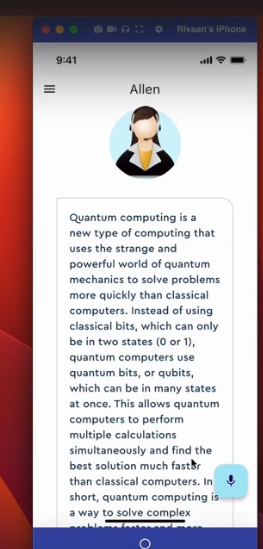 Rivaan's iPhone
9:41
Allen
Quantum computing is a
new type of computing that
uses the strange and
powerful world of quantum
mechanics to solve problems
more quickly than classical
computers. Instead of using
classical bits, which can only
be in two states (0 or 1),
quantum computers use
quantum bits, or qubits,
which can be in many states
at once. This allows quantum
computers to perform
multiple calculations
simultaneously and find the
best solution much faster
than classical computers. In
short, quantum computing is
a way to solve complex
problems faster and more